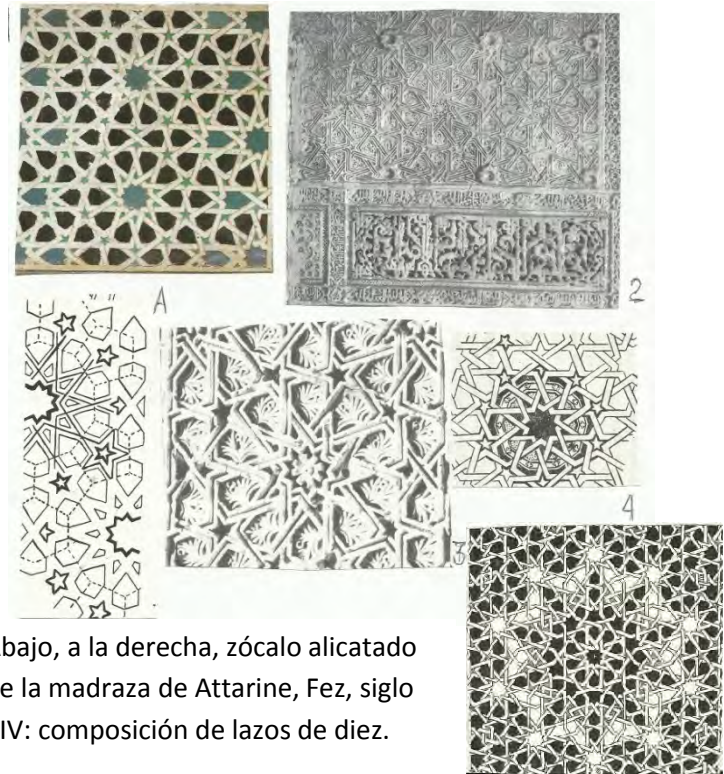 A
2
3
4
bajo, a la derecha, zócalo alicatado
e la madraza de Attarine, Fez, siglo
IV: composición de lazos de diez.